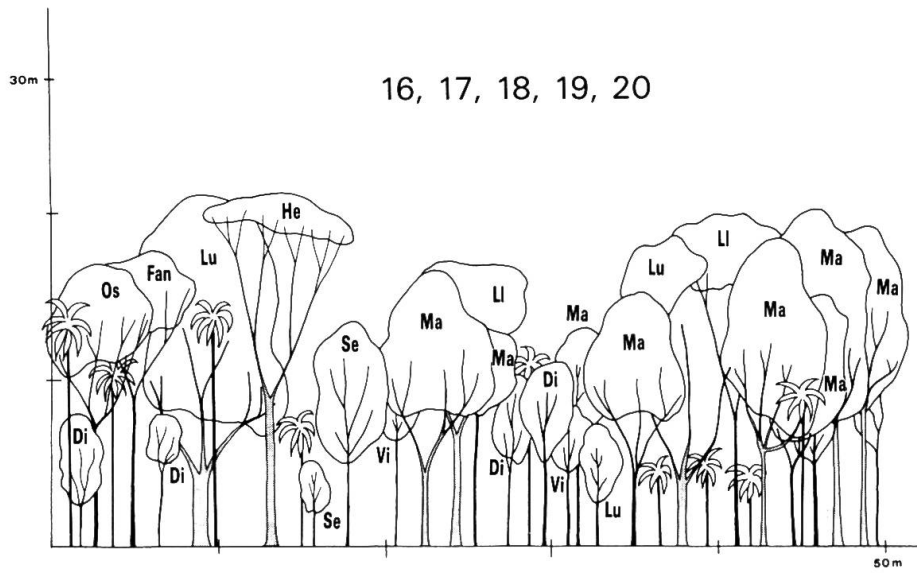 30m
16, 17, 18, 19, 20
He
Lu
Fan
Os
Ll
Lu
Ll
Ma
Ma
Ma
Ma
Ma
Se
Ma
Ma
Di
Ma
Di
Di
Vi
Di
Vi
Se
Lu
50m